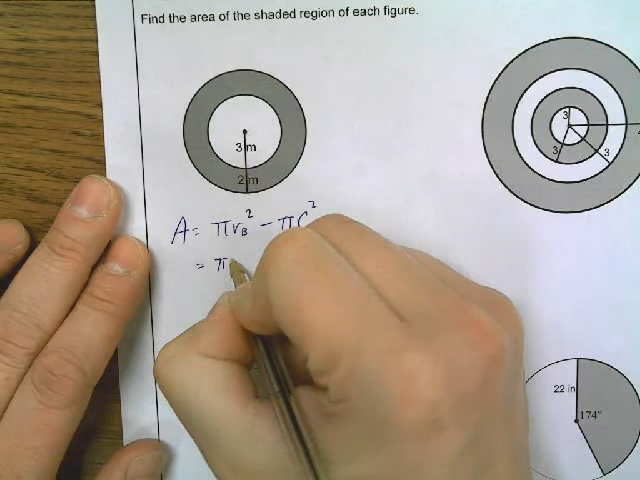 Find the area of the shaded region of each figure.
3 m
2 m
3
3
3
A = πr_B² - πr²
= π
22 in
174°